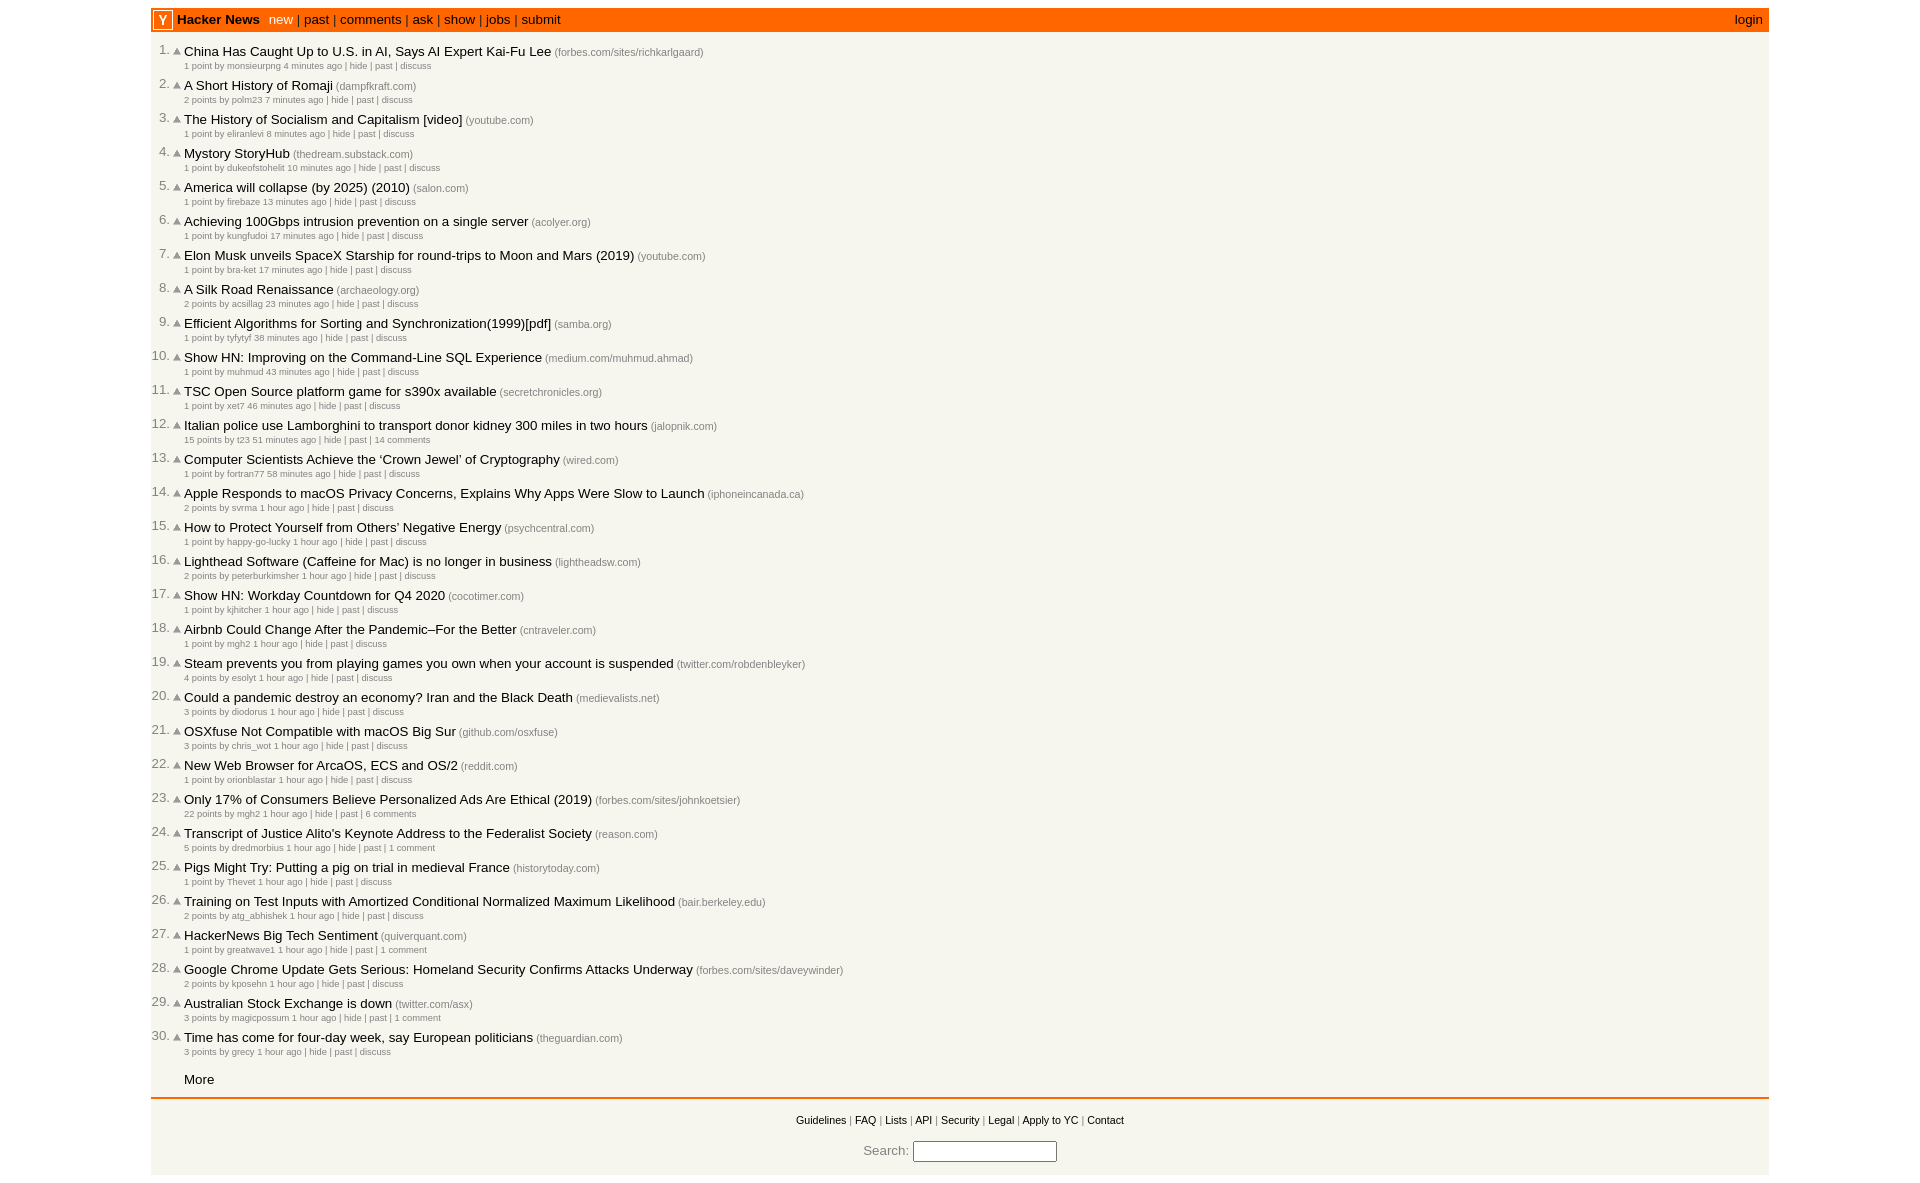 Y Hacker News new | past | comments | ask | show | jobs | submit login
1. China Has Caught Up to U.S. in AI, Says AI Expert Kai-Fu Lee (forbes.com/sites/richkarlgaard)
1 point by monsieurpng 4 minutes ago | hide | past | discuss
2. A Short History of Romaji (dampfkraft.com)
2 points by polm23 7 minutes ago | hide | past | discuss
3. The History of Socialism and Capitalism [video] (youtube.com)
1 point by eliranlevi 8 minutes ago | hide | past | discuss
4. Mystory StoryHub (thedream.substack.com)
1 point by dukeofstohelit 10 minutes ago | hide | past | discuss
5. America will collapse (by 2025) (2010) (salon.com)
1 point by firebaze 13 minutes ago | hide | past | discuss
6. Achieving 100Gbps intrusion prevention on a single server (acolyer.org)
1 point by kungfudoi 17 minutes ago | hide | past | discuss
7. Elon Musk unveils SpaceX Starship for round-trips to Moon and Mars (2019) (youtube.com)
1 point by bra-ket 17 minutes ago | hide | past | discuss
8. A Silk Road Renaissance (archaeology.org)
2 points by acsillag 23 minutes ago | hide | past | discuss
9. Efficient Algorithms for Sorting and Synchronization(1999)[pdf] (samba.org)
1 point by tyfytyf 38 minutes ago | hide | past | discuss
10. Show HN: Improving on the Command-Line SQL Experience (medium.com/muhmud.ahmad)
1 point by muhmud 43 minutes ago | hide | past | discuss
11. TSC Open Source platform game for s390x available (secretchronicles.org)
1 point by xet7 46 minutes ago | hide | past | discuss
12. Italian police use Lamborghini to transport donor kidney 300 miles in two hours (jalopnik.com)
15 points by t23 51 minutes ago | hide | past | 14 comments
13. Computer Scientists Achieve the ‘Crown Jewel’ of Cryptography (wired.com)
1 point by fortran77 58 minutes ago | hide | past | discuss
14. Apple Responds to macOS Privacy Concerns, Explains Why Apps Were Slow to Launch (iphoneincanada.ca)
2 points by svrma 1 hour ago | hide | past | discuss
15. How to Protect Yourself from Others’ Negative Energy (psychcentral.com)
1 point by happy-go-lucky 1 hour ago | hide | past | discuss
16. Lighthead Software (Caffeine for Mac) is no longer in business (lightheadsw.com)
2 points by peterburkimsher 1 hour ago | hide | past | discuss
17. Show HN: Workday Countdown for Q4 2020 (cocotimer.com)
1 point by kjhitcher 1 hour ago | hide | past | discuss
18. Airbnb Could Change After the Pandemic–For the Better (cntraveler.com)
1 point by mgh2 1 hour ago | hide | past | discuss
19. Steam prevents you from playing games you own when your account is suspended (twitter.com/robdenbleyker)
4 points by esolyt 1 hour ago | hide | past | discuss
20. Could a pandemic destroy an economy? Iran and the Black Death (medievalists.net)
3 points by diodorus 1 hour ago | hide | past | discuss
21. OSXfuse Not Compatible with macOS Big Sur (github.com/osxfuse)
3 points by chris_wot 1 hour ago | hide | past | discuss
22. New Web Browser for ArcaOS, ECS and OS/2 (reddit.com)
1 point by orionblastar 1 hour ago | hide | past | discuss
23. Only 17% of Consumers Believe Personalized Ads Are Ethical (2019) (forbes.com/sites/johnkoetsier)
22 points by mgh2 1 hour ago | hide | past | 6 comments
24. Transcript of Justice Alito's Keynote Address to the Federalist Society (reason.com)
5 points by dredmorbius 1 hour ago | hide | past | 1 comment
25. Pigs Might Try: Putting a pig on trial in medieval France (historytoday.com)
1 point by Thevet 1 hour ago | hide | past | discuss
26. Training on Test Inputs with Amortized Conditional Normalized Maximum Likelihood (bair.berkeley.edu)
2 points by atg_abhishek 1 hour ago | hide | past | discuss
27. HackerNews Big Tech Sentiment (quiverquant.com)
1 point by greatwave1 1 hour ago | hide | past | 1 comment
28. Google Chrome Update Gets Serious: Homeland Security Confirms Attacks Underway (forbes.com/sites/daveywinder)
2 points by kposehn 1 hour ago | hide | past | discuss
29. Australian Stock Exchange is down (twitter.com/asx)
3 points by magicpossum 1 hour ago | hide | past | 1 comment
30. Time has come for four-day week, say European politicians (theguardian.com)
3 points by grecy 1 hour ago | hide | past | discuss
More
Guidelines | FAQ | Lists | API | Security | Legal | Apply to YC | Contact
Search: